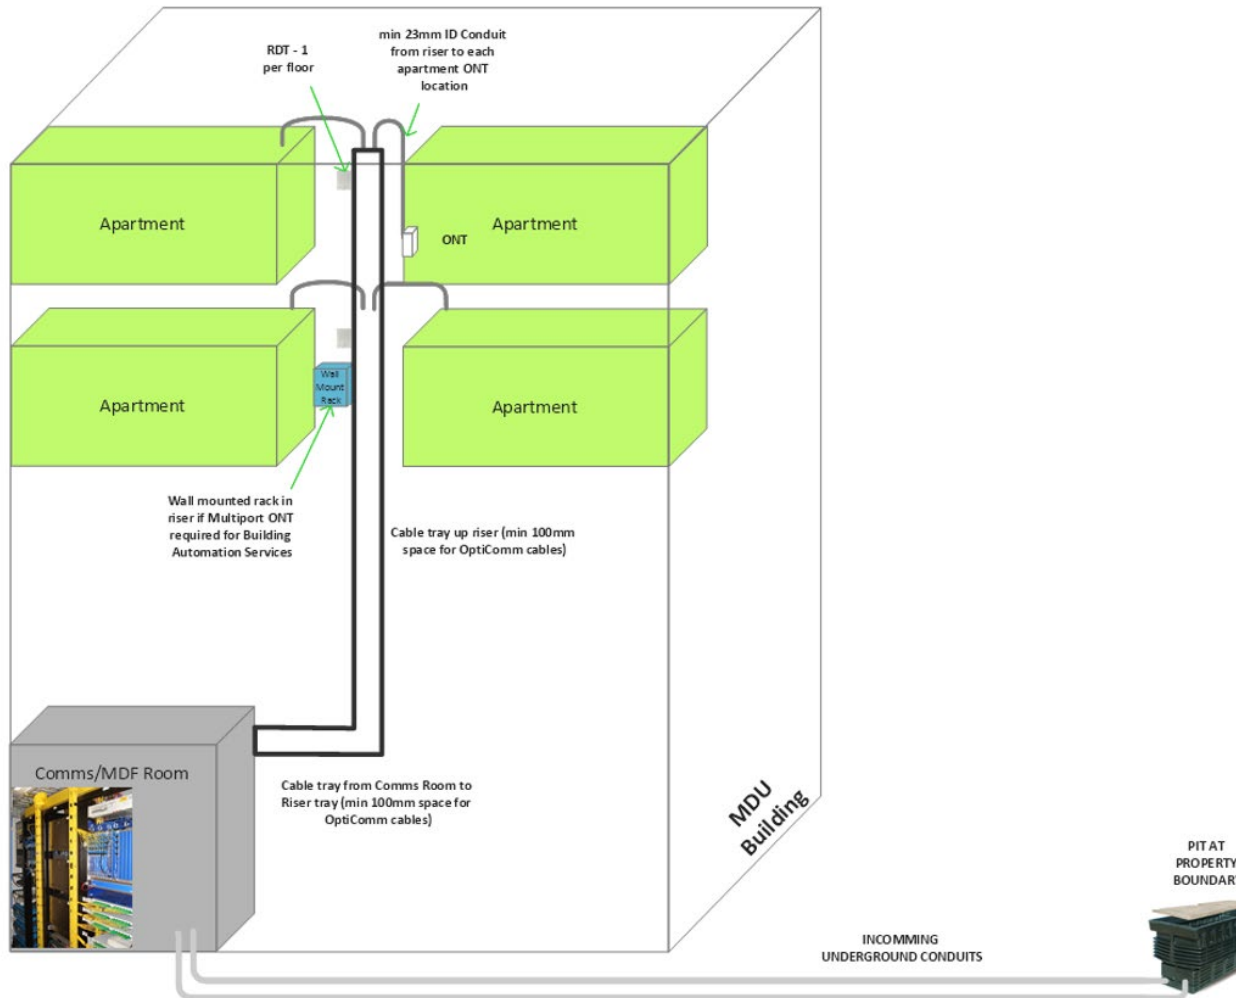 RDT - 1
per floor
min 23mm ID Conduit
from riser to each
apartment ONT
location
Apartment
ONT
Apartment
Wall
Mount
Rack
Apartment
Apartment
Wall mounted rack in
riser if Multiport ONT
required for Building
Automation Services
Cable tray up riser (min 100mm
space for OptiComm cables)
Comms/MDF Room
Cable tray from Comms Room to
Riser tray (min 100mm space for
OptiComm cables)
MDU
Building
PIT AT
PROPERTY
BOUNDARY
INCOMMING
UNDERGROUND CONDUITS